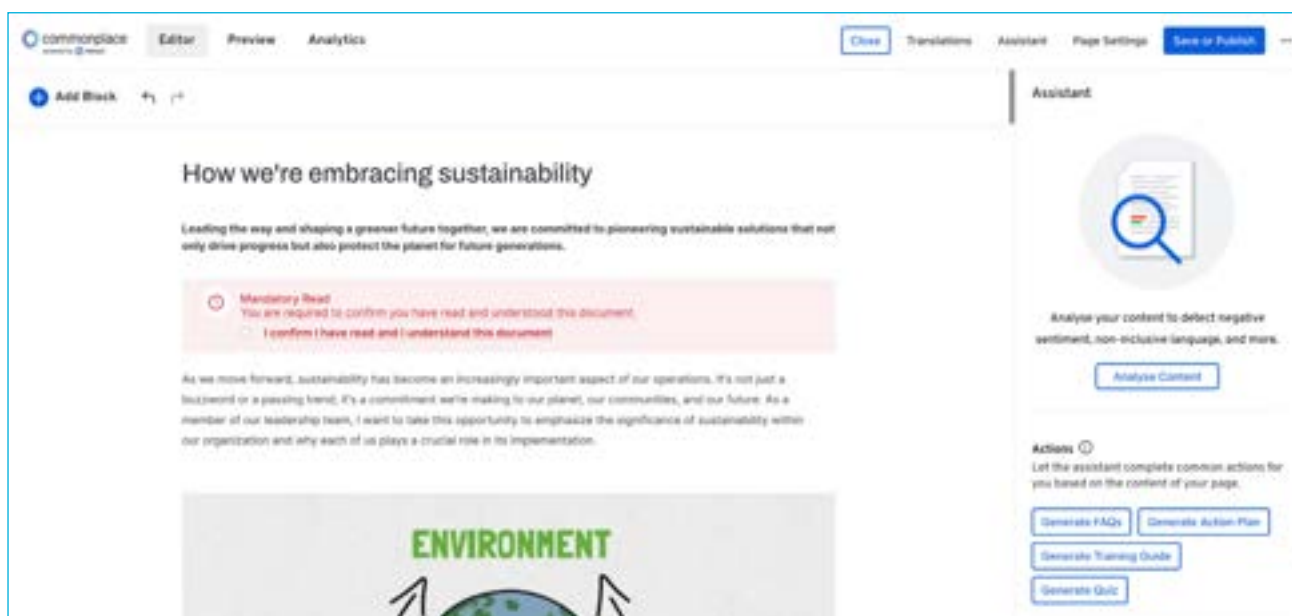 commonplace
Editor
Preview
Analytics
Close
Translations
Assistant
Page Settings
Save or Publish
Add Block
Assistant
How we're embracing sustainability
Leading the way and shaping a greener future together, we are committed to pioneering sustainable solutions that not
only drive progress but also protect the planet for future generations.
Mandatory Read
You are required to confirm you have read and understood this document.
I confirm I have read and I understand this document
As we move forward, sustainability has become an increasingly important aspect of our operations. It's not just a
buzzword or a passing trend; it's a commitment we're making to our planet, our communities, and our future. As a
member of our leadership team, I want to take this opportunity to emphasize the significance of sustainability within
our organization and why each of us plays a crucial role in its implementation.
ENVIRONMENT
Analyse your content to detect negative
sentiment, non-inclusive language, and more.
Analyse Content
Actions
Let the assistant complete common actions for
you based on the content of your page.
Generate FAQs
Generate Action Plan
Generate Training Guide
Generate Quiz